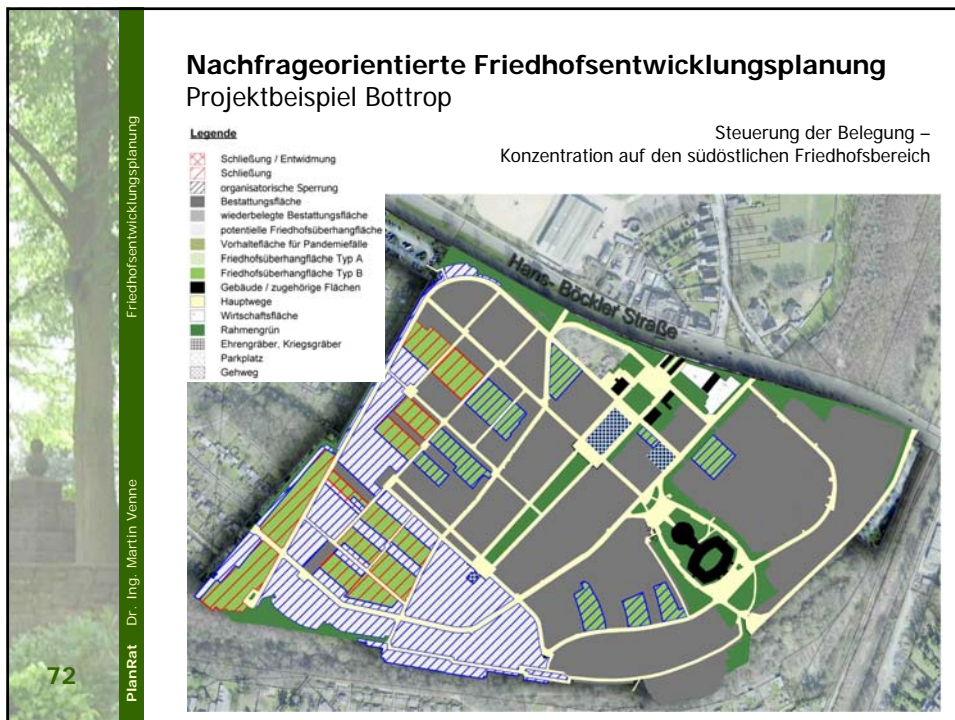 Nachfrageorientierte Friedhofsentwicklungsplanung
Projektbeispiel Bottrop
Steuerung der Belegung –
Konzentration auf den südöstlichen Friedhofsbereich
Legende
Schließung / Entwidmung
Schließung
organisatorische Sperrung
Bestattungsfläche
wiederbelegte Bestattungsfläche
potentielle Friedhofsüberhangfläche
Vorhaltefläche für Pandemiefälle
Friedhofsüberhangfläche Typ A
Friedhofsüberhangfläche Typ B
Gebäude / zugehörige Flächen
Hauptwege
Wirtschaftsfläche
Rahmengrün
Ehrengräber, Kriegsgräber
Parkplatz
Gehweg
Hans- Böckler Straße
Friedhofsentwicklungsplanung
PlanRat Dr. Ing. Martin Venne
72